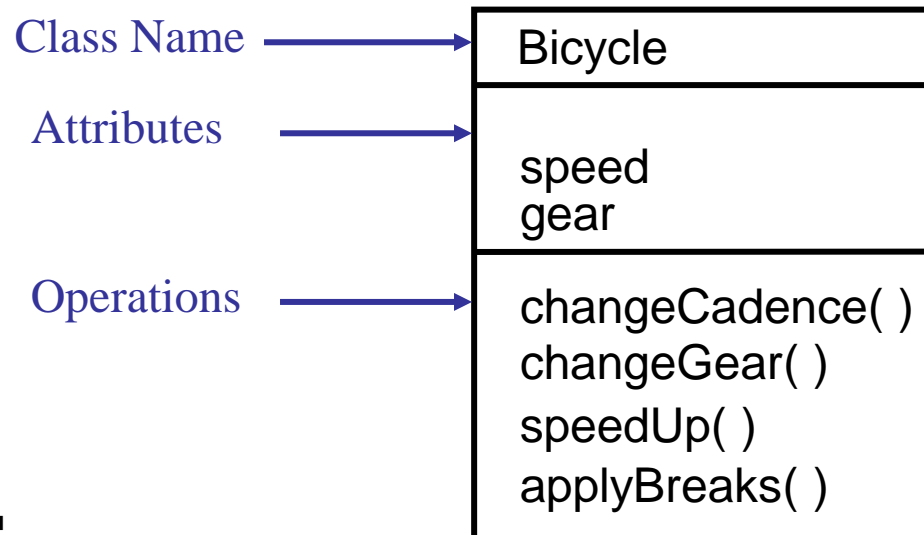 Class Name
Bicycle
Attributes
speed
gear
Operations
changeCadence( )
changeGear( )
speedUp( )
applyBreaks( )